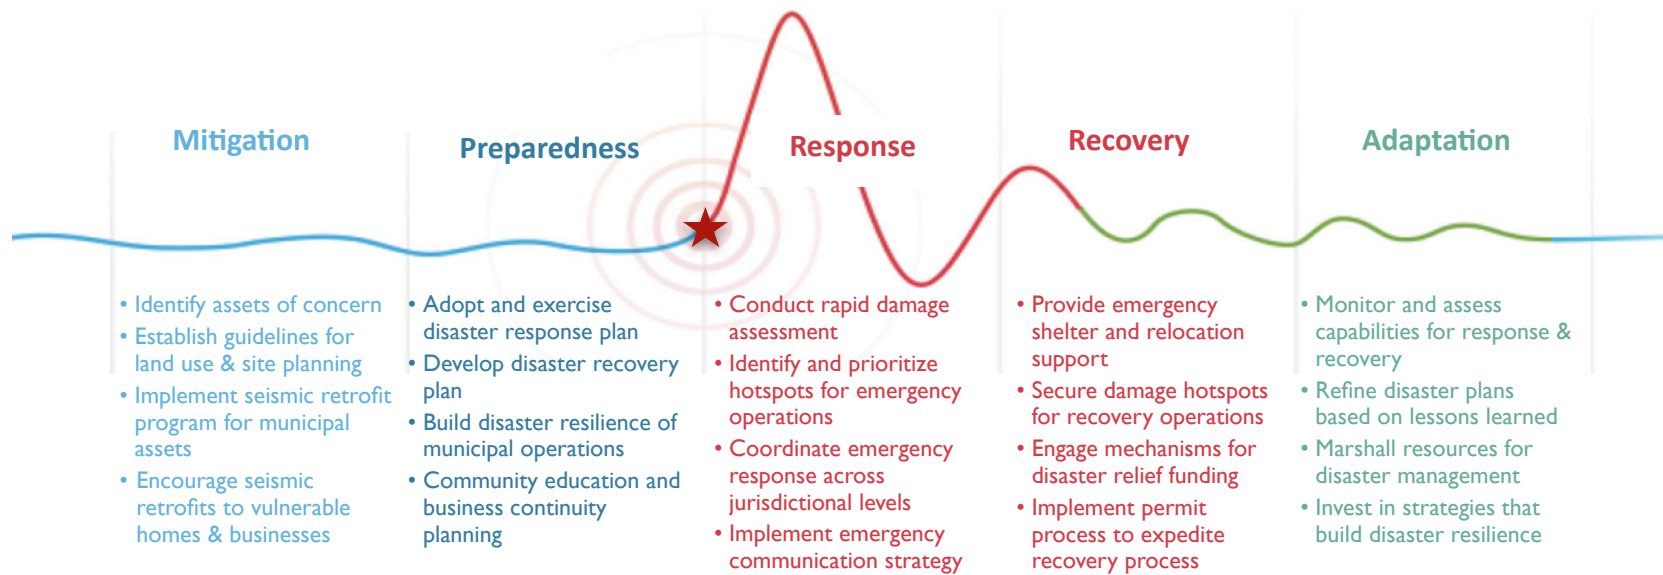 Mitigation
• Identify assets of concern
• Establish guidelines for
land use & site planning
• Implement seismic retrofit
program for municipal
assets
• Encourage seismic
retrofits to vulnerable
homes & businesses
Preparedness
• Adopt and exercise
disaster response plan
• Develop disaster recovery
plan
• Build disaster resilience of
municipal operations
• Community education and
business continuity
planning
Response
• Conduct rapid damage
assessment
• Identify and prioritize
hotspots for emergency
operations
• Coordinate emergency
response across
jurisdictional levels
• Implement emergency
communication strategy
Recovery
• Provide emergency
shelter and relocation
support
• Secure damage hotspots
for recovery operations
• Engage mechanisms for
disaster relief funding
• Implement permit
process to expedite
recovery process
Adaptation
• Monitor and assess
capabilities for response &
recovery
• Refine disaster plans
based on lessons learned
• Marshall resources for
disaster management
• Invest in strategies that
build disaster resilience